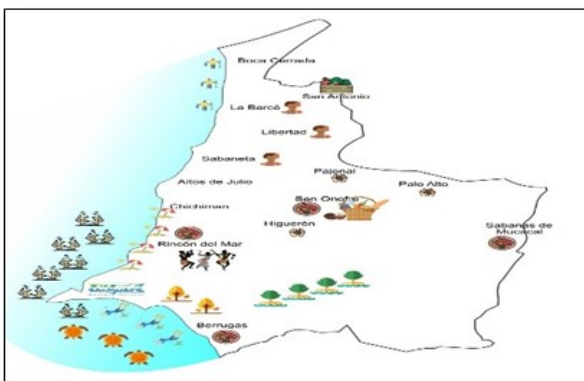 Boca Cerrada
San Antonio
La Barcé
Libertad
Sabaneta
Pajonal
Altos de Julio
Palo Alto
Chichiman
San Onofre
Higuerón
Sabanas de
Mucacal
Rincón del Mar
Berrugas